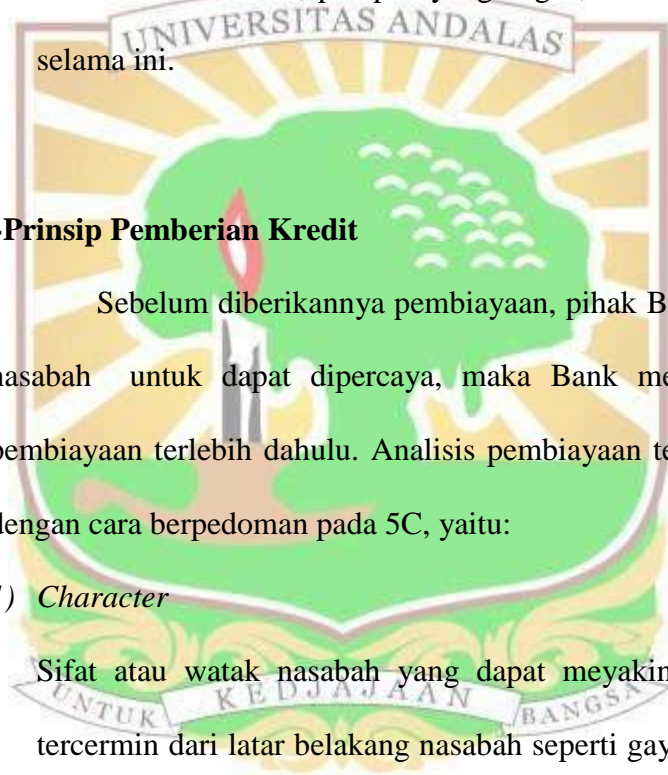 UNIVERSITAS ANDALAS
selama ini.
-Prinsip Pemberian Kredit
Sebelum diberikannya pembiayaan, pihak B
nasabah untuk dapat dipercaya, maka Bank me
pembiayaan terlebih dahulu. Analisis pembiayaan te
dengan cara berpedoman pada 5C, yaitu:
) Character
Sifat atau watak nasabah yang dapat meyakin
UNTUK KEDJAJAAN BANGSA
tercermin dari latar belakang nasabah seperti gay